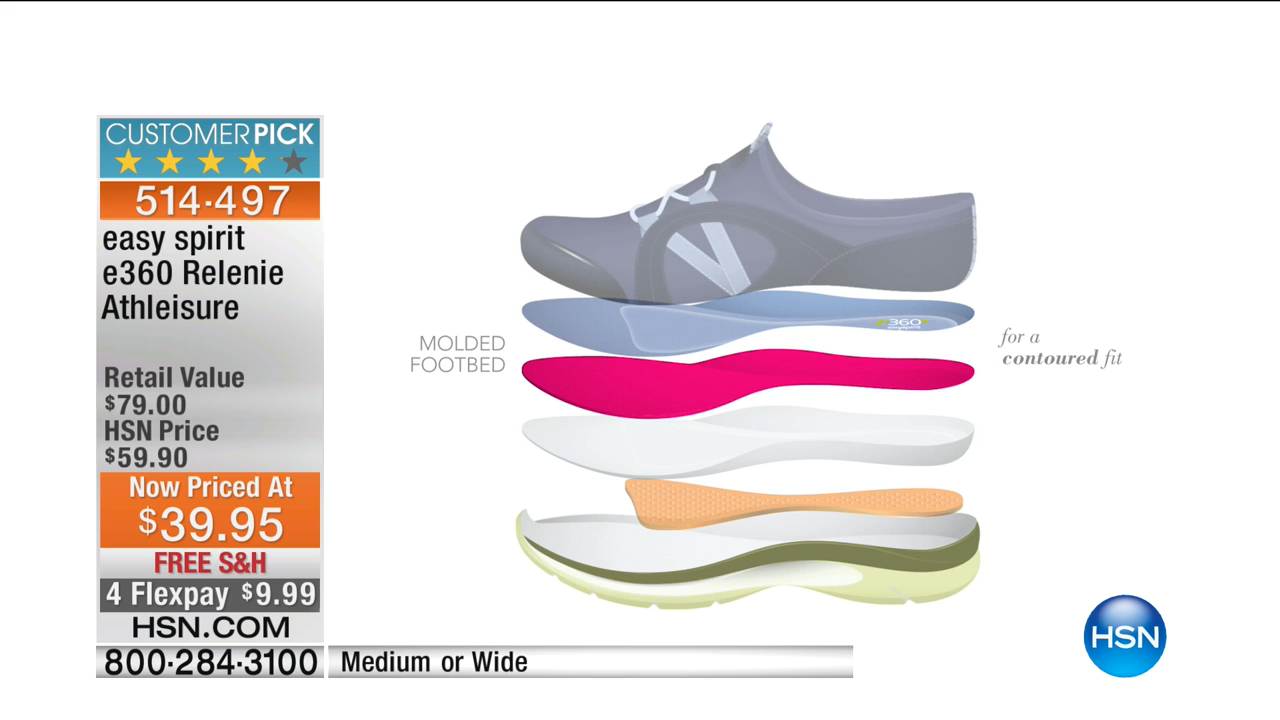 CUSTOMERPICK
514·497
easy spirit
e360 Relenie
Athleisure
Retail Value
$79.00
HSN Price
$59.90
Now Priced At
$39.95
FREE S&H
4 Flexpay $9.99
HSN.COM
800·284·3100
Medium or Wide
MOLDED
FOOTBED
360
for a
contoured fit
HSN